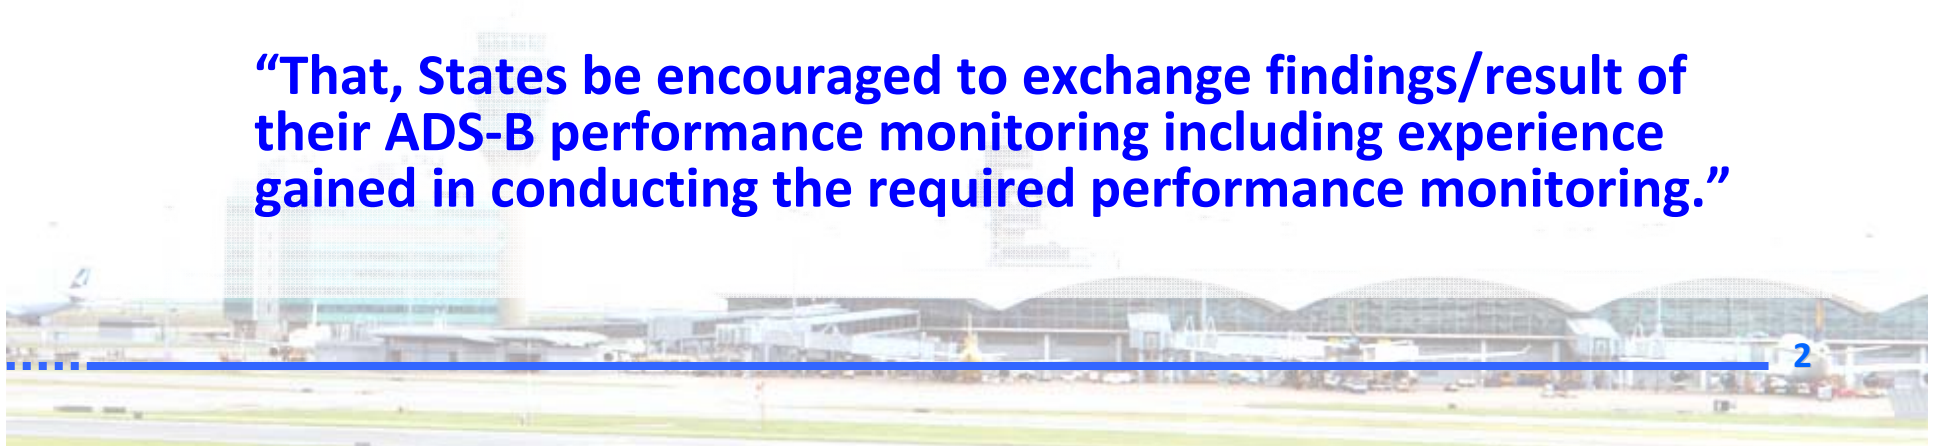 “That, States be encouraged to exchange findings/result of
their ADS-B performance monitoring including experience
gained in conducting the required performance monitoring.”
2